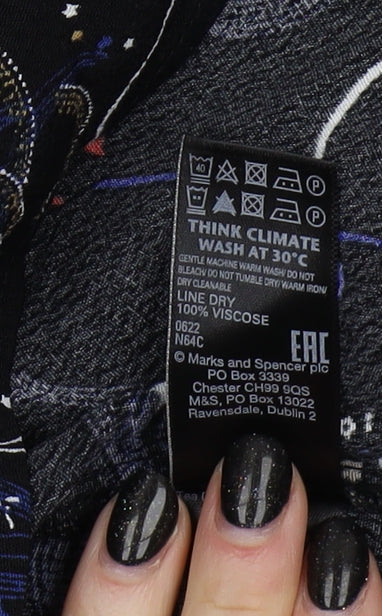 40 P
P
THINK CLIMATE
WASH AT 30°C
GENTLE MACHINE WARM WASH/ DO NOT
BLEACH/ DO NOT TUMBLE DRY/ WARM IRON/
DRY CLEANABLE
LINE DRY
100% VISCOSE
0622
N64C
EAC
© Marks and Spencer plc
PO Box 3339
Chester CH99 9QS
M&S, PO Box 13022
Ravensdale, Dublin 2